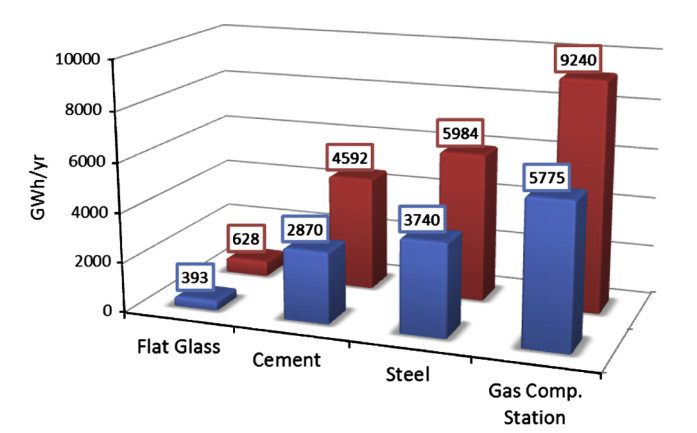 10000
8000
6000
4000
2000
0
GWh/yr
9240
5984
5775
4592
3740
2870
628
393
Flat Glass
Cement
Steel
Gas Comp.
Station